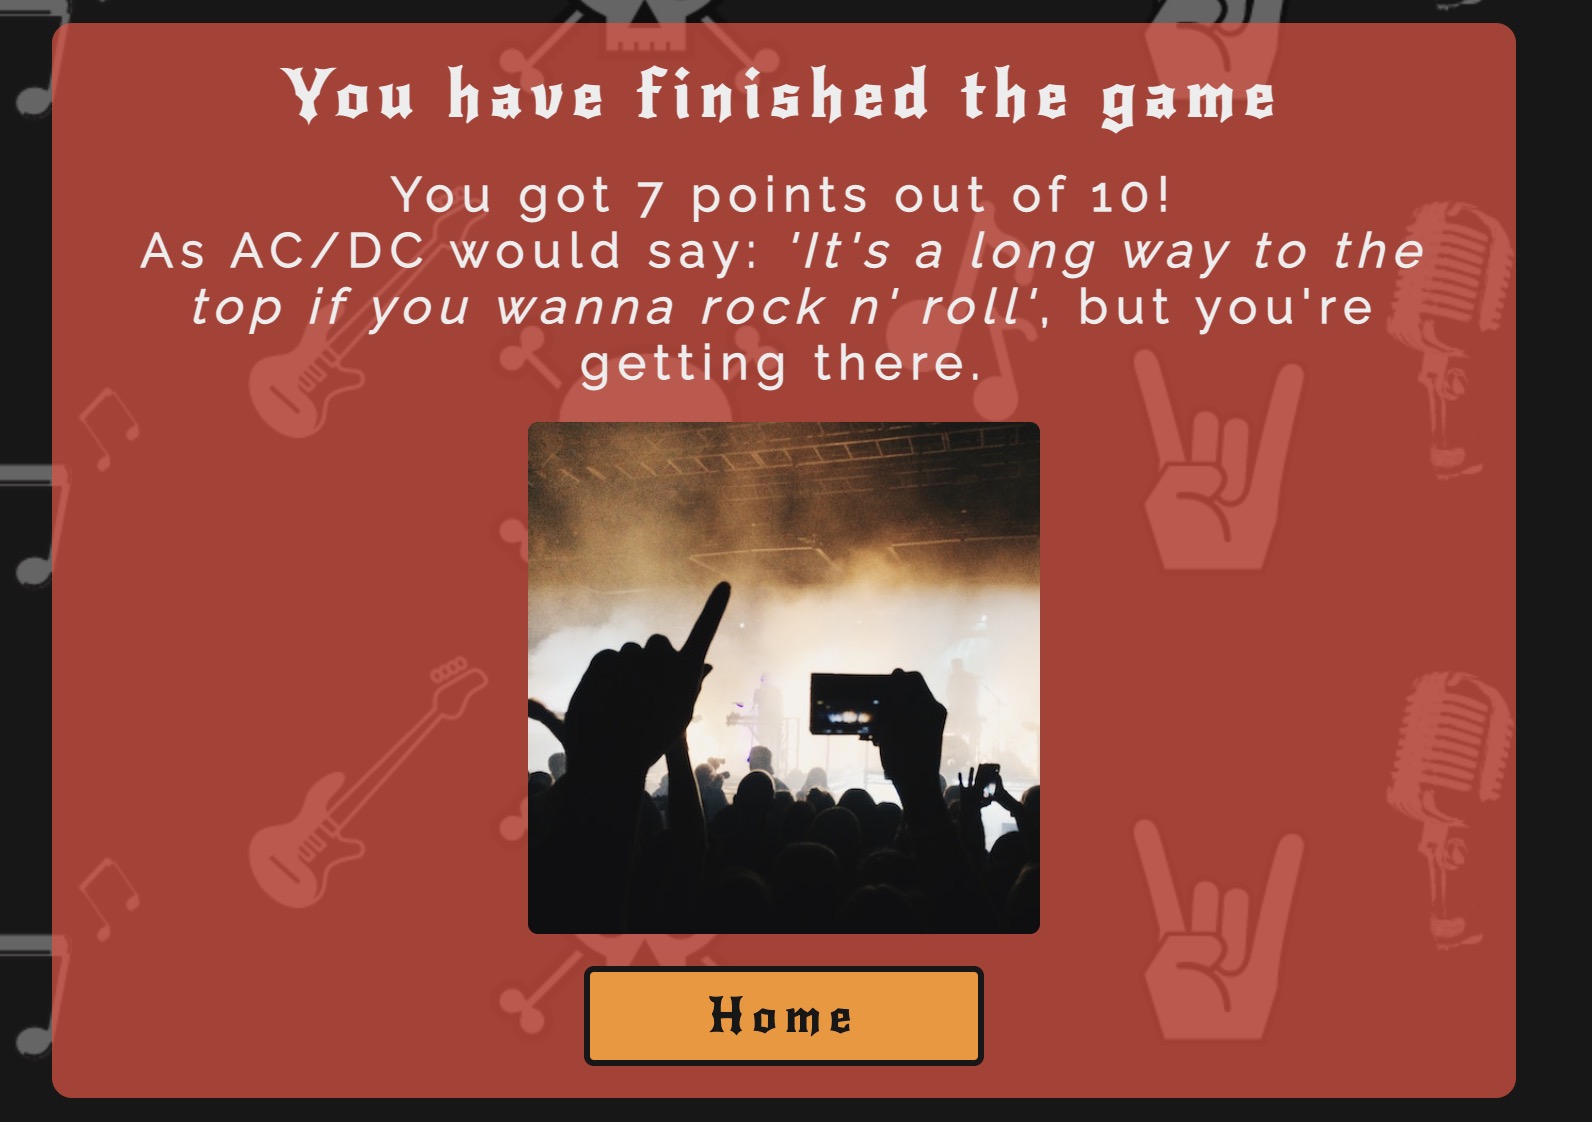 You have finished the game
You got 7 points out of 10!
As AC/DC would say: 'It's a long way to the
top if you wanna rock n' roll', but you're
getting there.
Home